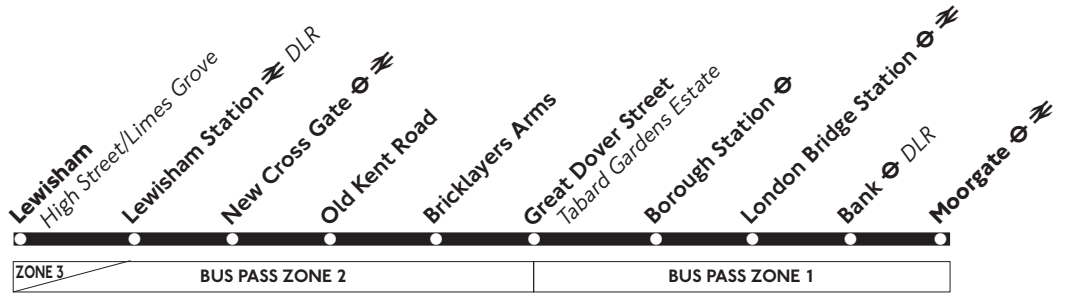 Lewisham
High Street/Limes Grove
Lewisham Station DLR
New Cross Gate
Old Kent Road
Bricklayers Arms
Great Dover Street
Tabard Gardens Estate
Borough Station
London Bridge Station
Bank DLR
Moorgate
ZONE 3
BUS PASS ZONE 2
BUS PASS ZONE 1